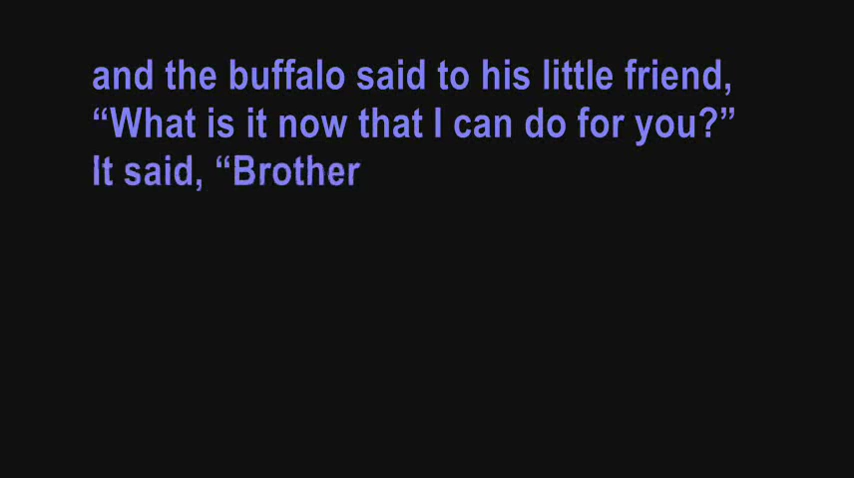 and the buffalo said to his little friend,
“What is it now that I can do for you?”
It said, “Brother